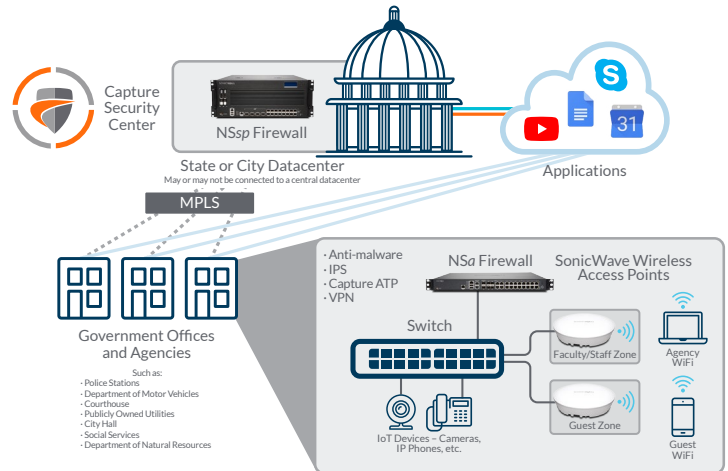 Capture
Security
Center
NSsp Firewall
State or City Datacenter
May or may not be connected to a central datacenter
MPLS
31
Applications
Government Offices
and Agencies
Such as:
· Police Stations
· Department of Motor Vehicles
· Courthouse
· Publicly Owned Utilities
· City Hall
· Social Services
· Department of Natural Resources
· Anti-malware
· IPS
· Capture ATP
· VPN
NSa Firewall
SonicWave Wireless
Access Points
Switch
Faculty/Staff Zone
Agency
WiFi
Guest Zone
Guest
WiFi
IoT Devices – Cameras,
IP Phones, etc.